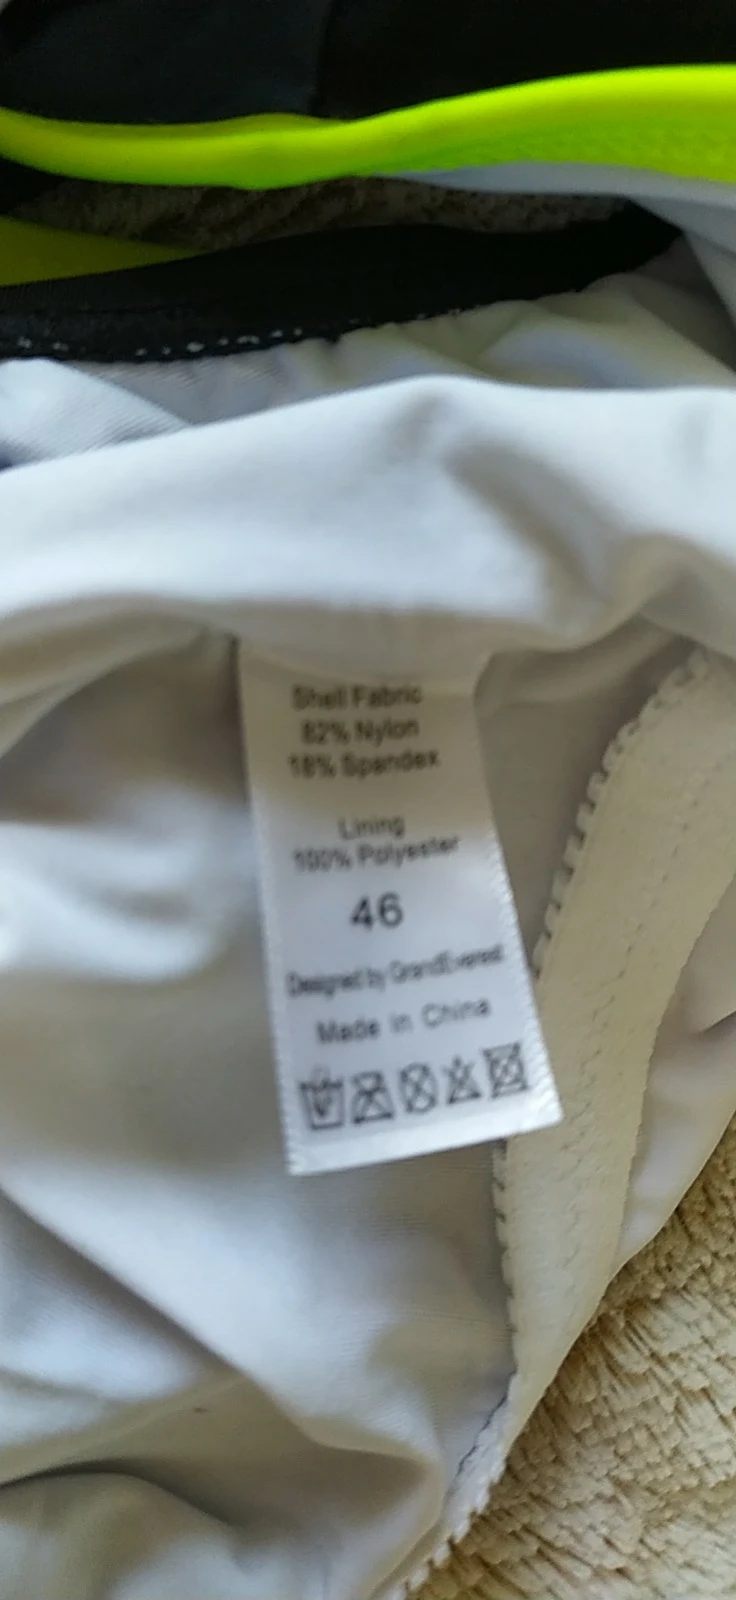 Shell Fabric
82% Nylon
18% Spandex
Lining
100% Polyester
46
Designed by GrandEverest
Made in China